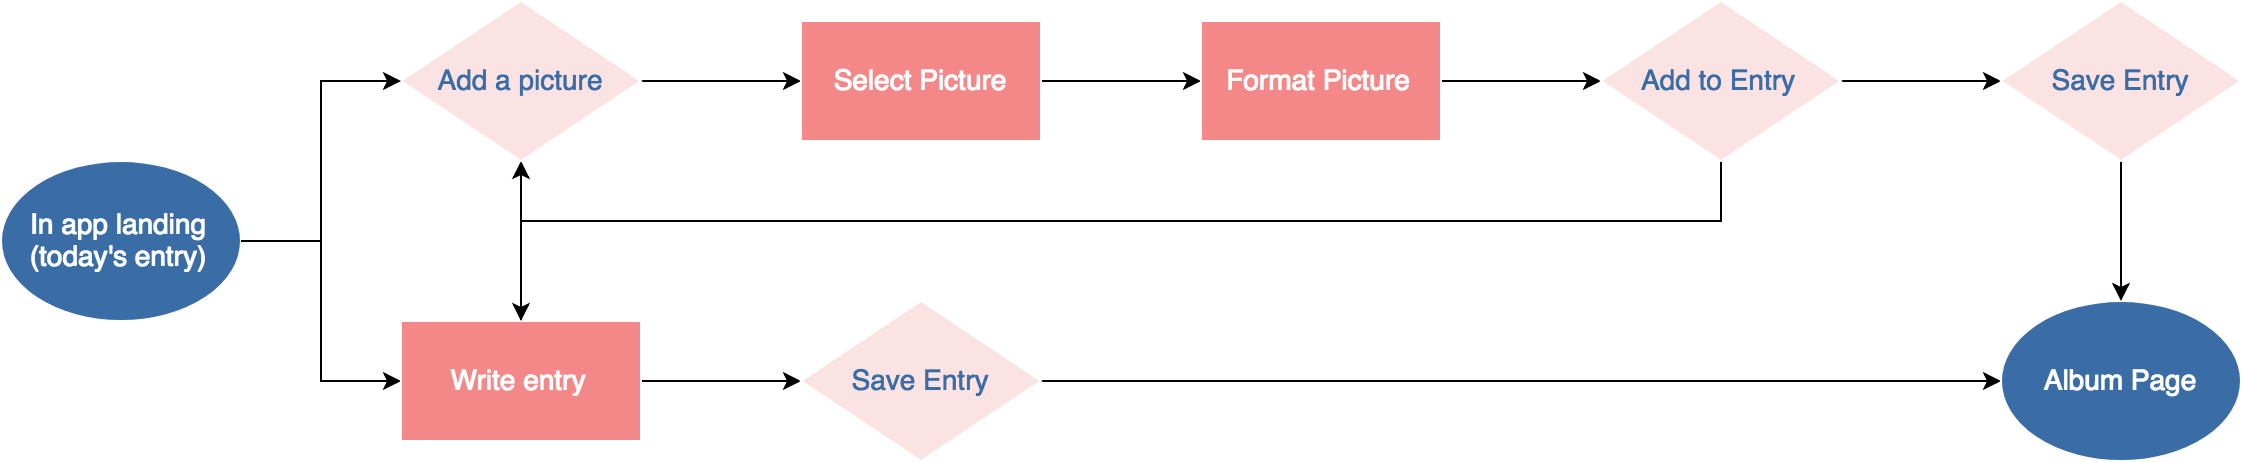 Add a picture
Select Picture
Format Picture
Add to Entry
Save Entry
In app landing
(today's entry)
Write entry
Save Entry
Album Page